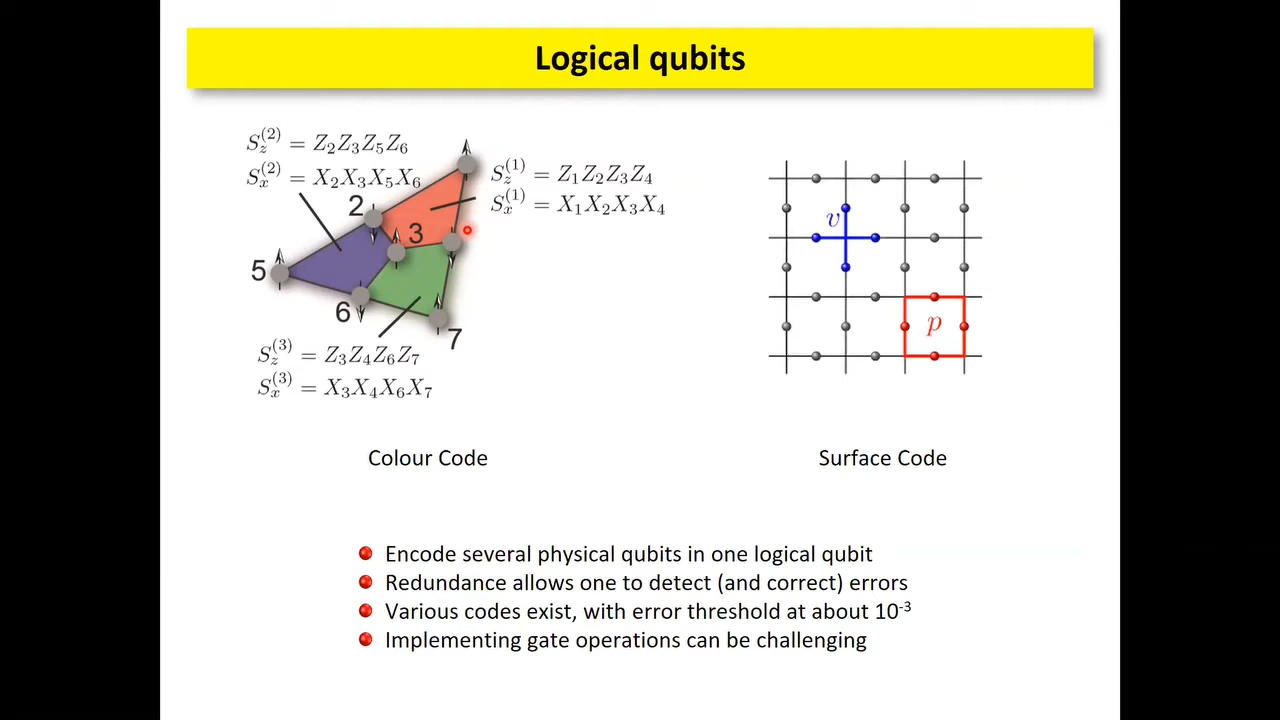 Logical qubits
S_z^(2) = Z_2Z_3Z_5Z_6
S_x^(2) = X_2X_3X_5X_6
S_z^(1) = Z_1Z_2Z_3Z_4
S_x^(1) = X_1X_2X_3X_4
2
3
5
6
7
S_z^(3) = Z_3Z_4Z_6Z_7
S_x^(3) = X_3X_4X_6X_7
v
p
Colour Code
Surface Code
Encode several physical qubits in one logical qubit
Redundance allows one to detect (and correct) errors
Various codes exist, with error threshold at about 10^-3
Implementing gate operations can be challenging